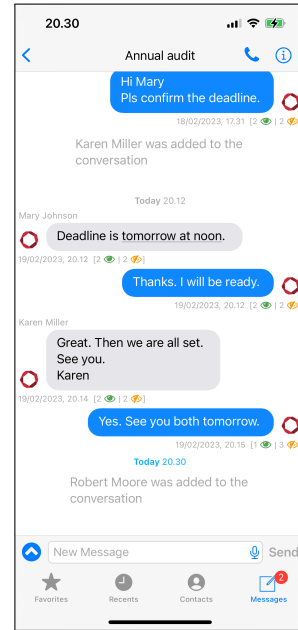 20.30
Annual audit
Hi Mary
Pls confirm the deadline.
18/02/2023, 17.31 [2 | 2 ]
Karen Miller was added to the
conversation
Today 20.12
Mary Johnson
Deadline is tomorrow at noon.
19/02/2023, 20.12 [2 | 2 ]
Thanks. I will be ready.
19/02/2023, 20.12 [2 | 2 ]
Karen Miller
Great. Then we are all set.
See you.
Karen
19/02/2023, 20.14 [2 | 2 ]
Yes. See you both tomorrow.
19/02/2023, 20.15 [1 | 3 ]
Today 20.30
Robert Moore was added to the
conversation
New Message
Send
2
Favorites
Recents
Contacts
Messages